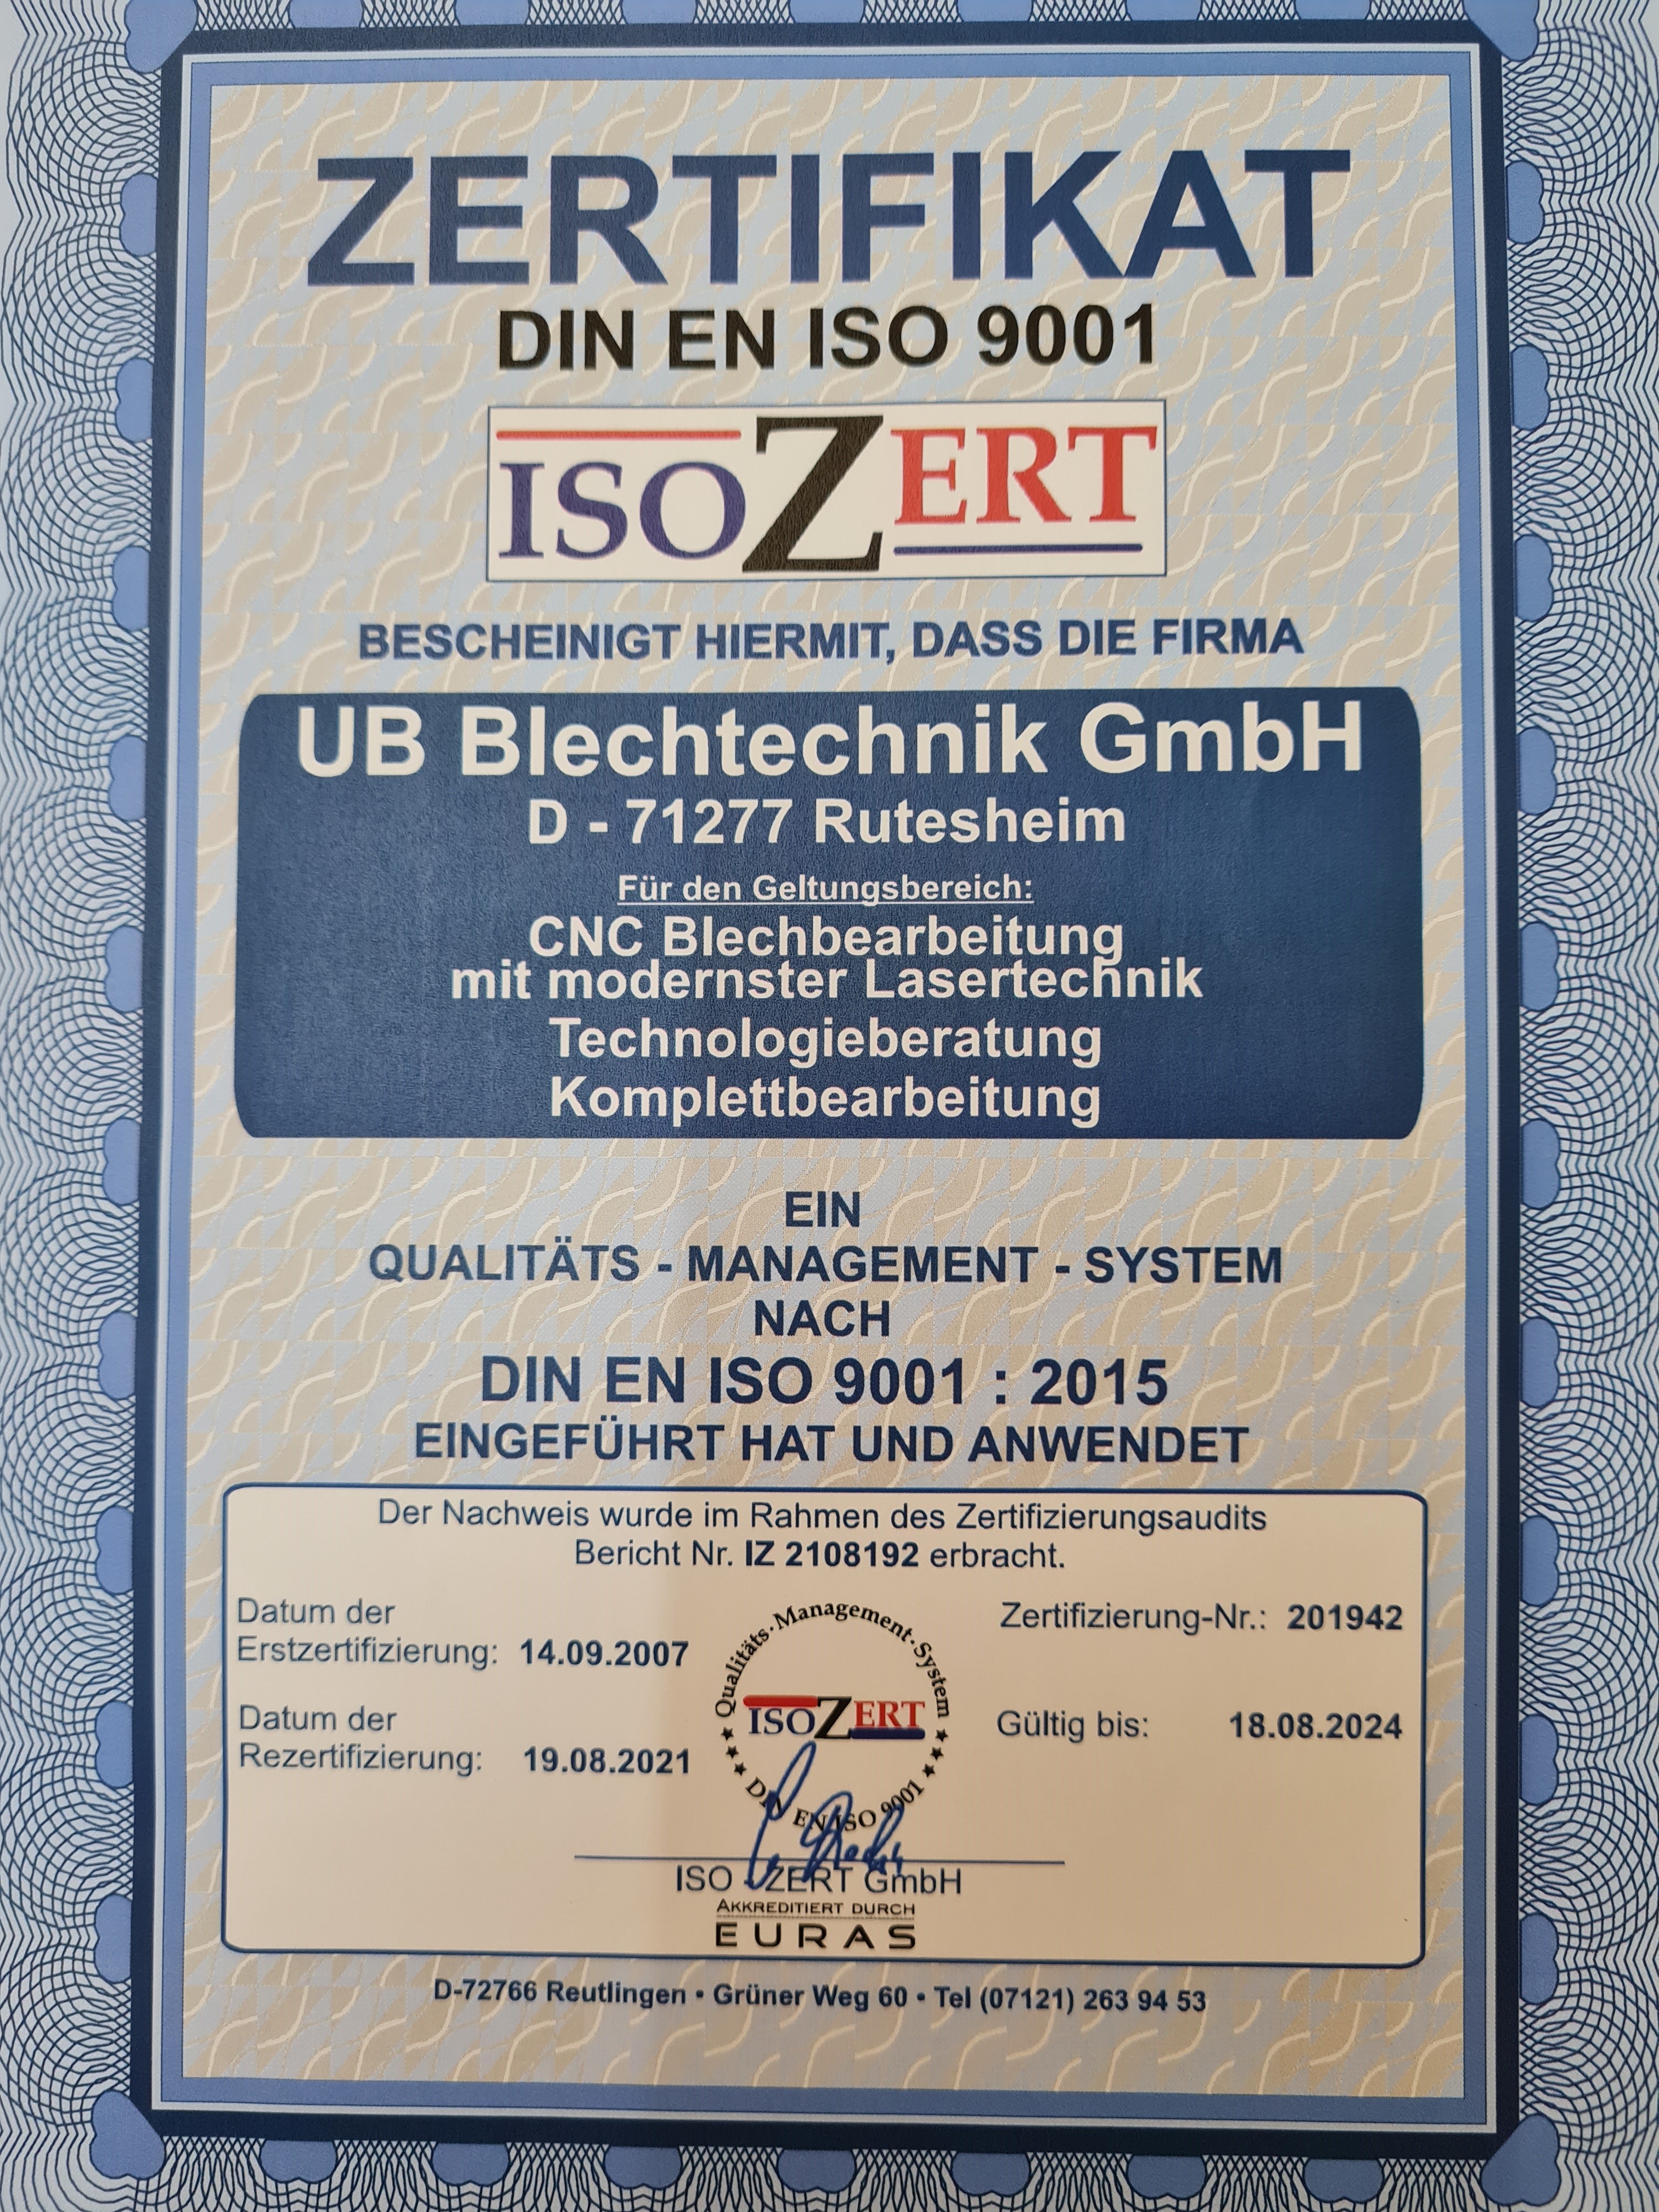 ZERTIFIKAT
DIN EN ISO 9001
ISOZERT
BESCHEINIGT HIERMIT, DASS DIE FIRMA
UB Blechtechnik GmbH
D - 71277 Rutesheim
Für den Geltungsbereich:
CNC Blechbearbeitung
mit modernster Lasertechnik
Technologieberatung
Komplettbearbeitung
EIN
QUALITÄTS - MANAGEMENT - SYSTEM
NACH
DIN EN ISO 9001 : 2015
EINGEFÜHRT HAT UND ANWENDET
Der Nachweis wurde im Rahmen des Zertifizierungsaudits
Bericht Nr. IZ 2108192 erbracht.
Datum der
Erstzertifizierung: 14.09.2007
Zertifizierung-Nr.: 201942
Datum der
Rezertifizierung: 19.08.2021
Gültig bis: 18.08.2024
Qualitäts·Management·System
ISOZERT
DIN EN ISO 9001
ISO - ZERT GmbH
AKKREDITIERT DURCH
EURAS
D-72766 Reutlingen • Grüner Weg 60 • Tel (07121) 263 94 53